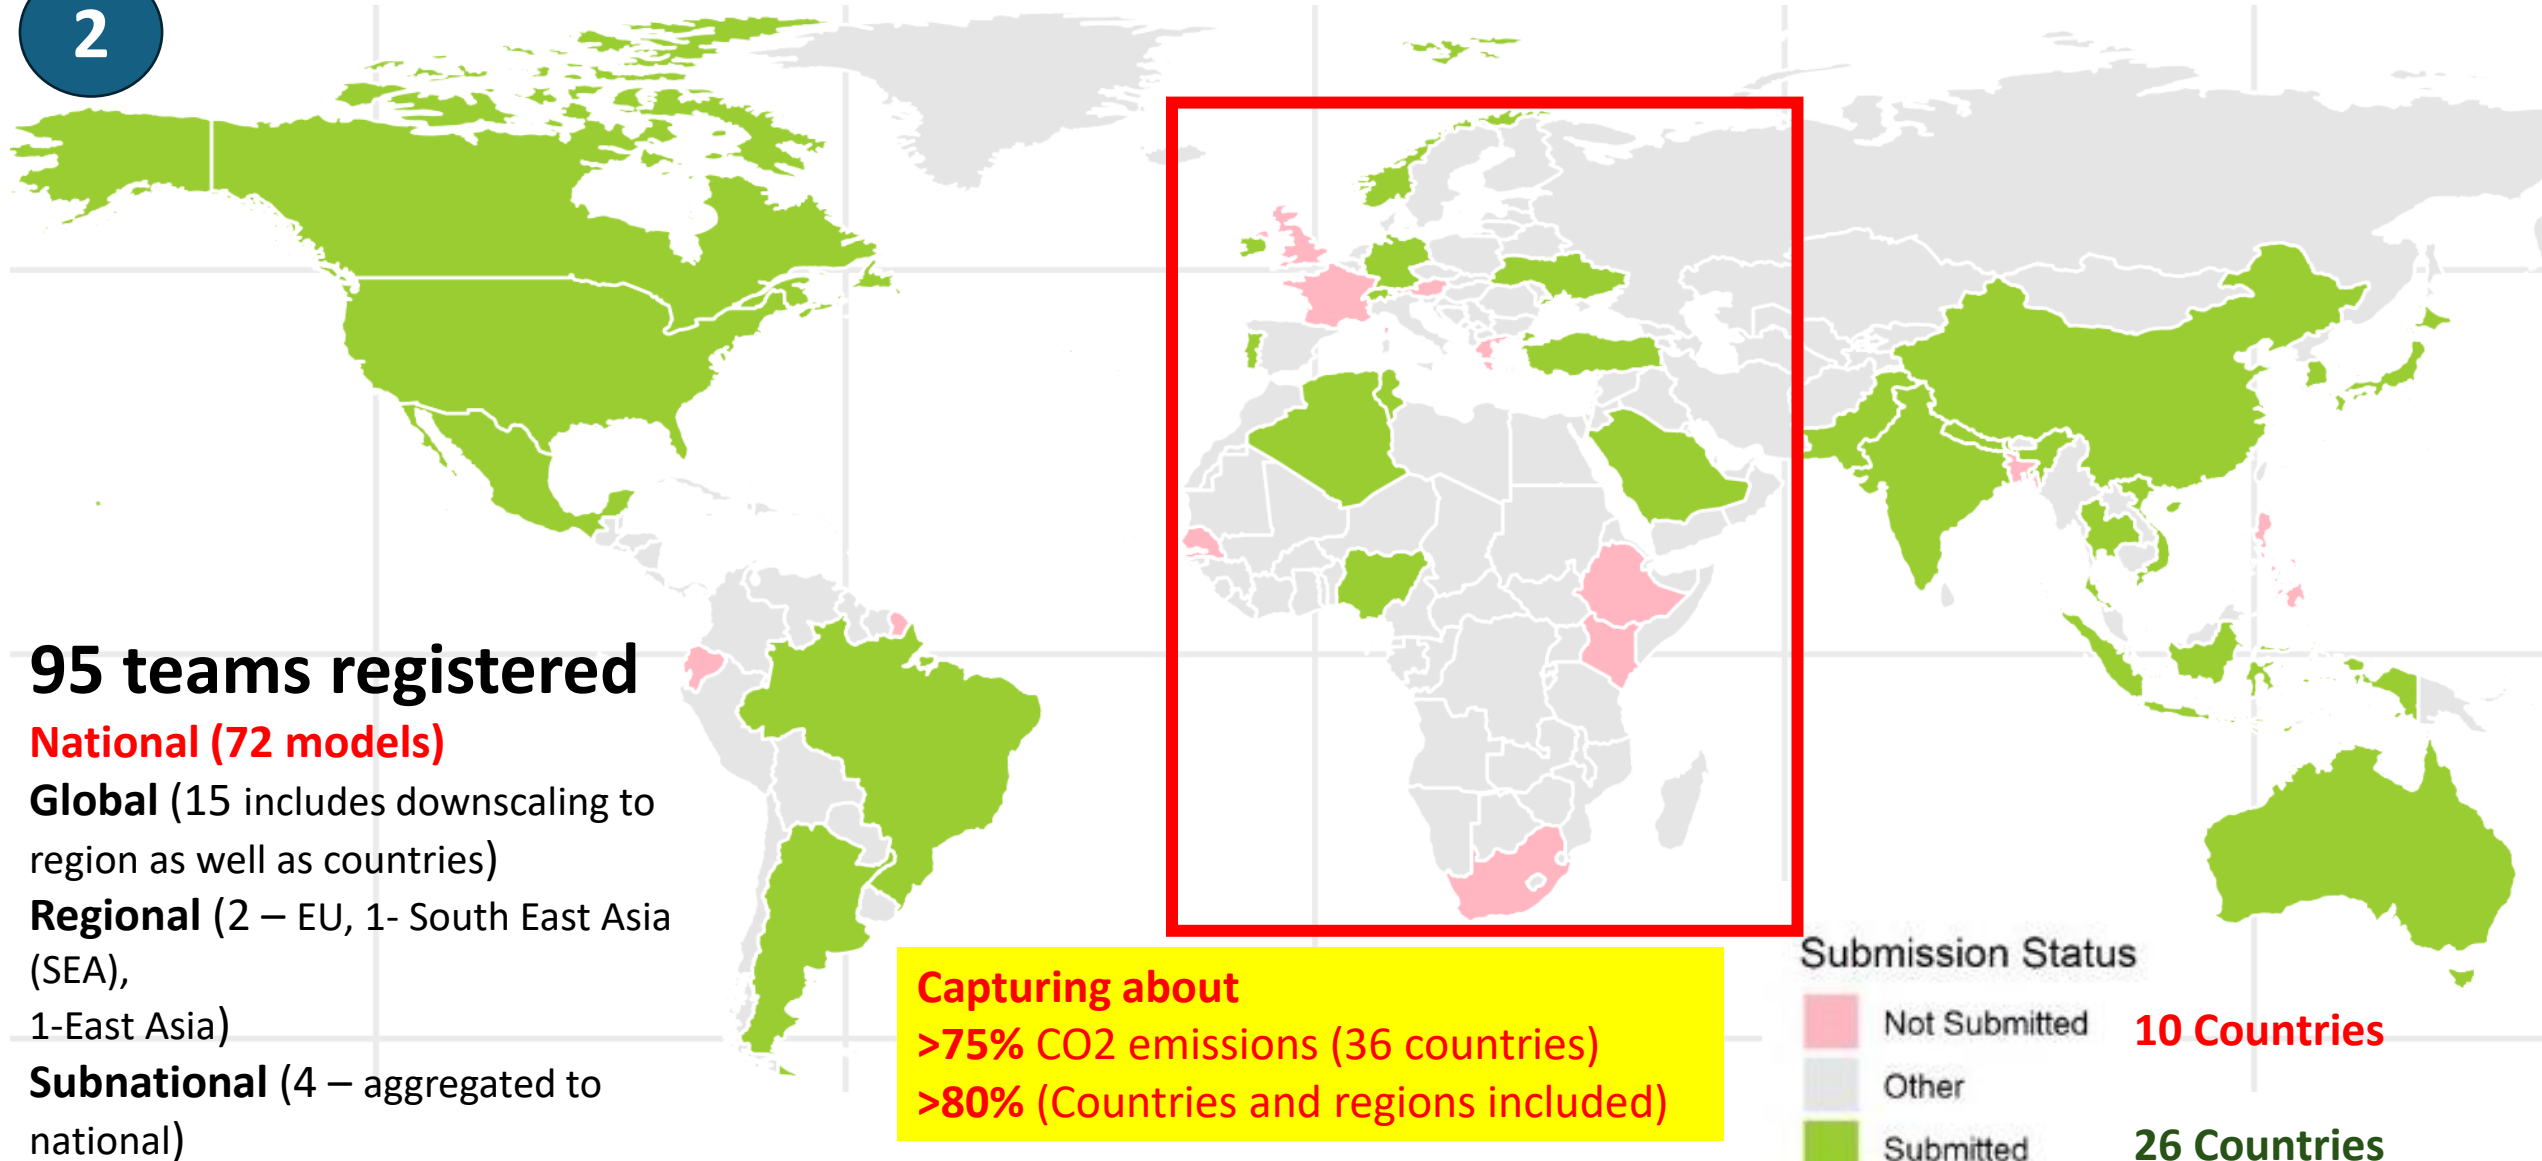 2
95 teams registered
National (72 models)
Global (15 includes downscaling to
region as well as countries)
Regional (2 – EU, 1- South East Asia
(SEA),
1-East Asia)
Subnational (4 – aggregated to
national)
Capturing about
>75% CO2 emissions (36 countries)
>80% (Countries and regions included)
Submission Status
Not Submitted 10 Countries
Other
Submitted 26 Countries